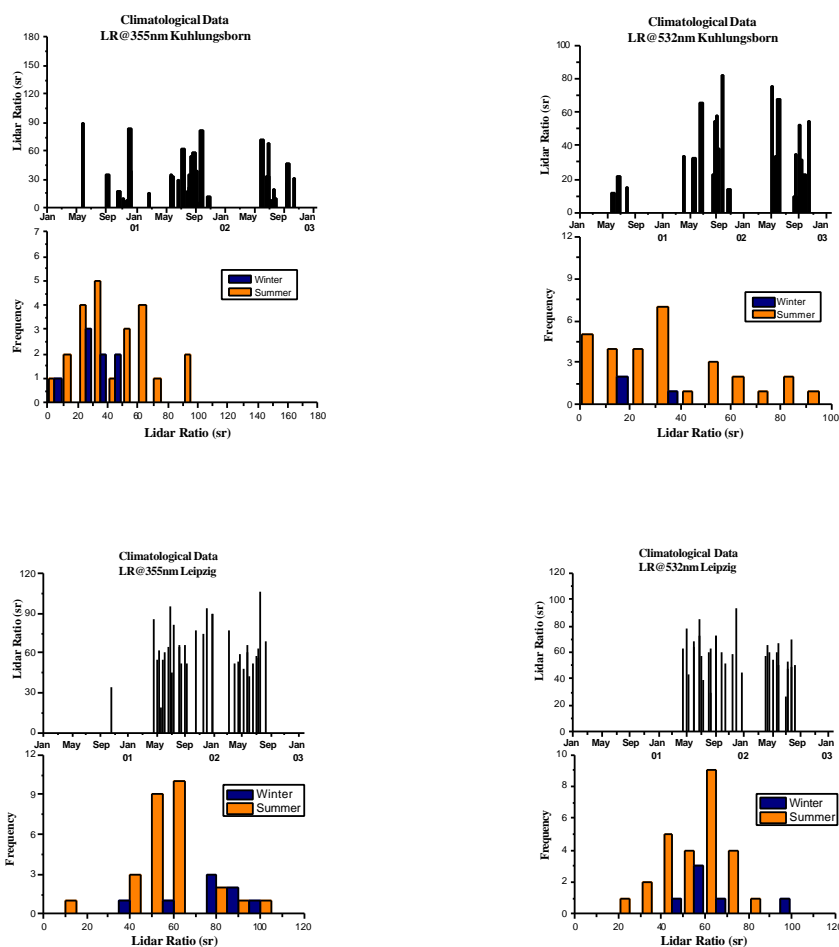 Climatological Data
LR@355nm Kuhlungsborn
Lidar Ratio (sr)
180
150
120
90
60
30
0
Jan May Sep Jan May Sep Jan May Sep Jan
01 02 03
Frequency
7
6
5
4
3
2
1
0
Winter
Summer
0 20 40 60 80 100 120 140 160 180
Lidar Ratio (sr)
Climatological Data
LR@532nm Kuhlungsborn
Lidar Ratio (sr)
100
80
60
40
20
0
Jan May Sep Jan May Sep Jan May Sep Jan
01 02 03
Frequency
12
9
6
3
0
Winter
Summer
0 20 40 60 80 100
Lidar Ratio (sr)
Climatological Data
LR@355nm Leipzig
Lidar Ratio (sr)
120
90
60
30
0
Jan May Sep Jan May Sep Jan May Sep Jan
01 02 03
Frequency
12
9
6
3
0
Winter
Summer
0 20 40 60 80 100 120
Lidar Ratio (sr)
Climatological Data
LR@532nm Leipzig
Lidar Ratio (sr)
120
100
80
60
40
20
0
Jan May Sep Jan May Sep Jan May Sep Jan
01 02 03
Frequency
10
8
6
4
2
0
Winter
Summer
0 20 40 60 80 100 120
Lidar Ratio (sr)